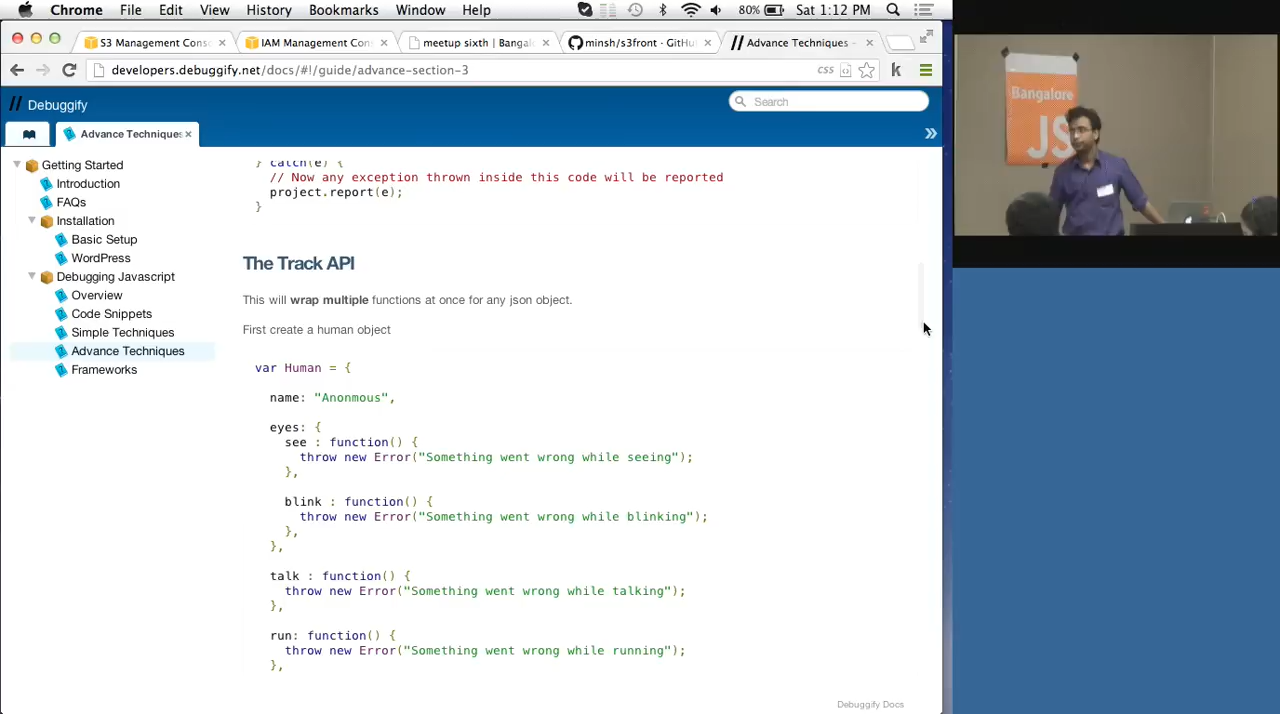 Chrome File Edit View History Bookmarks Window Help 80% Sat 1:12 PM
S3 Management Cons
IAM Management Con
meetup sixth | Banga
minsh/s3front · GitHu
// Advance Techniques -
developers.debuggify.net/docs/#!/guide/advance-section-3
CSS
k
// Debuggify
Search
Advance Techniques
»
Getting Started
Introduction
FAQs
Installation
Basic Setup
WordPress
Debugging Javascript
Overview
Code Snippets
Simple Techniques
Advance Techniques
Frameworks
} catch(e) {
// Now any exception thrown inside this code will be reported
project.report(e);
}
The Track API
This will wrap multiple functions at once for any json object.
First create a human object
var Human = {
name: "Anonmous",
eyes: {
see : function() {
throw new Error("Something went wrong while seeing");
},
blink : function() {
throw new Error("Something went wrong while blinking");
},
},
talk : function() {
throw new Error("Something went wrong while talking");
},
run: function() {
throw new Error("Something went wrong while running");
},
Debuggify Docs
Bangalore
JS